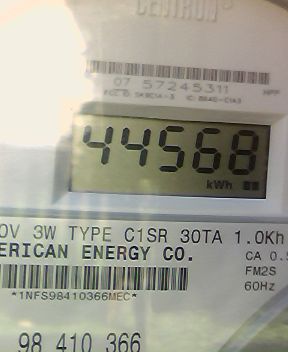 CENTRON®
07 57245311
44568
kWh
0V 3W TYPE C1SR 30TA 1.0Kh
ERICAN ENERGY CO.
CA 0.5
FM2S
60Hz
*1NFS98410366MEC*
98 410 366